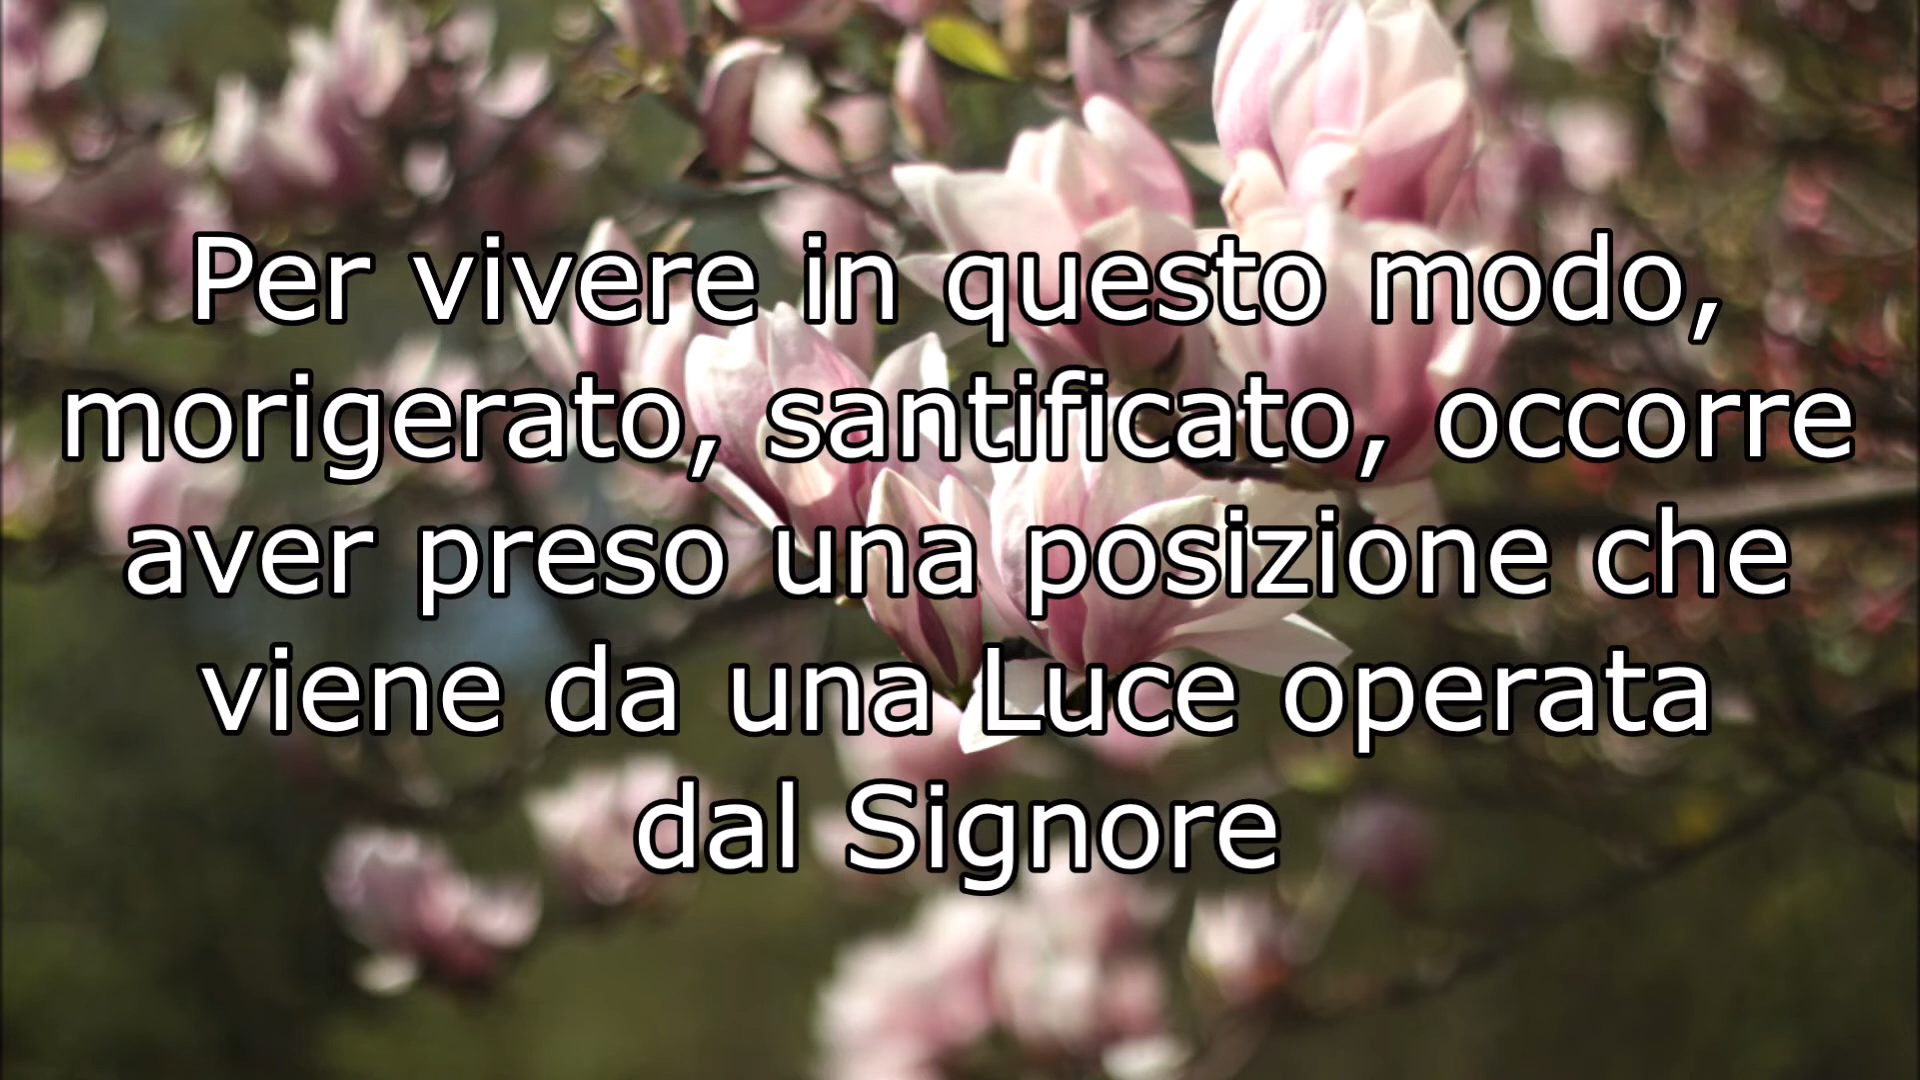 Per vivere in questo modo,
morigerato, santificato, occorre
aver preso una posizione che
viene da una Luce operata
dal Signore